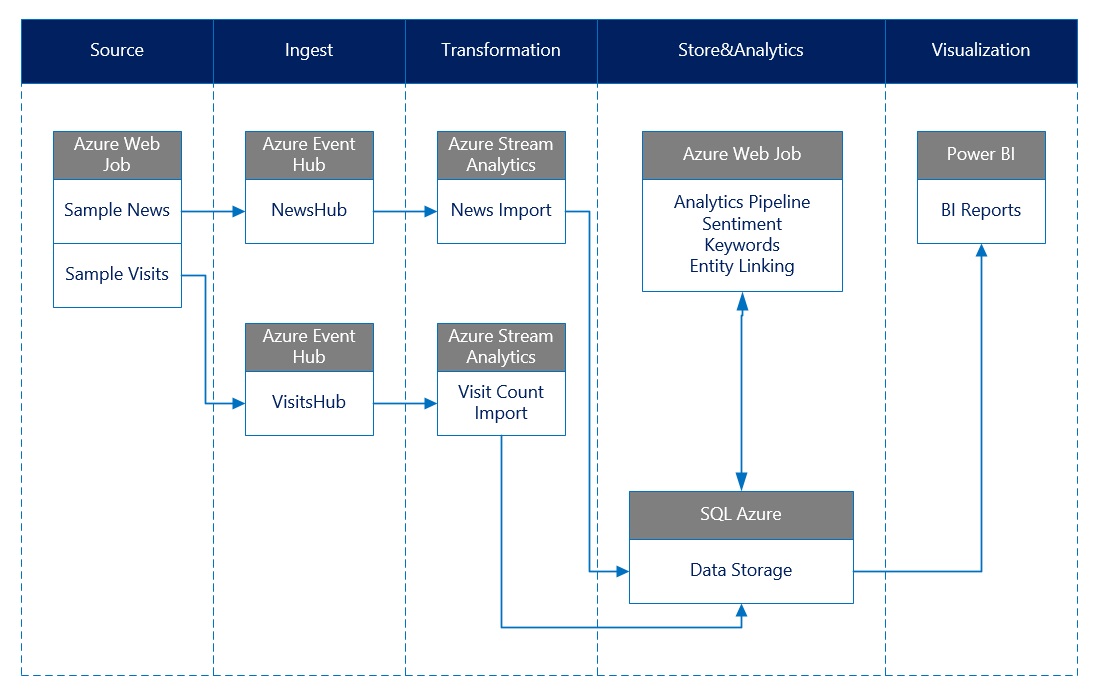 Source
Ingest
Transformation
Store&Analytics
Visualization
Azure Web
Job
Sample News
Sample Visits
Azure Event
Hub
NewsHub
Azure Event
Hub
VisitsHub
Azure Stream
Analytics
News Import
Azure Stream
Analytics
Visit Count
Import
Azure Web Job
Analytics Pipeline
Sentiment
Keywords
Entity Linking
SQL Azure
Data Storage
Power BI
BI Reports